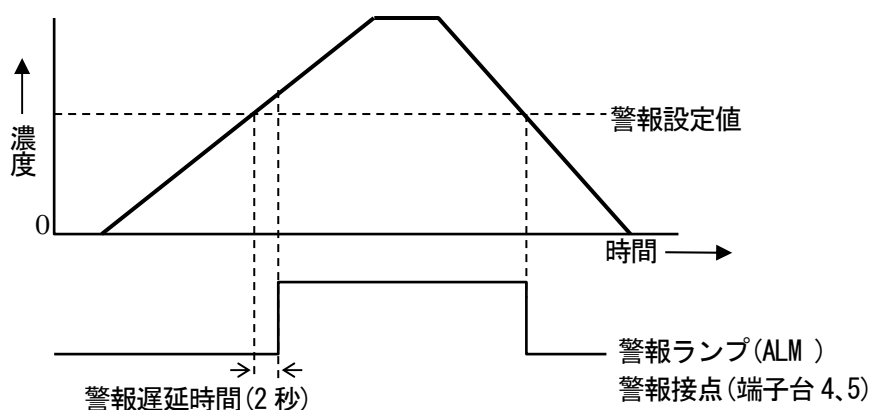 濃度
警報設定値
0
時間
警報ランプ(ALM )
警報接点(端子台 4、5)
警報遅延時間(2 秒)